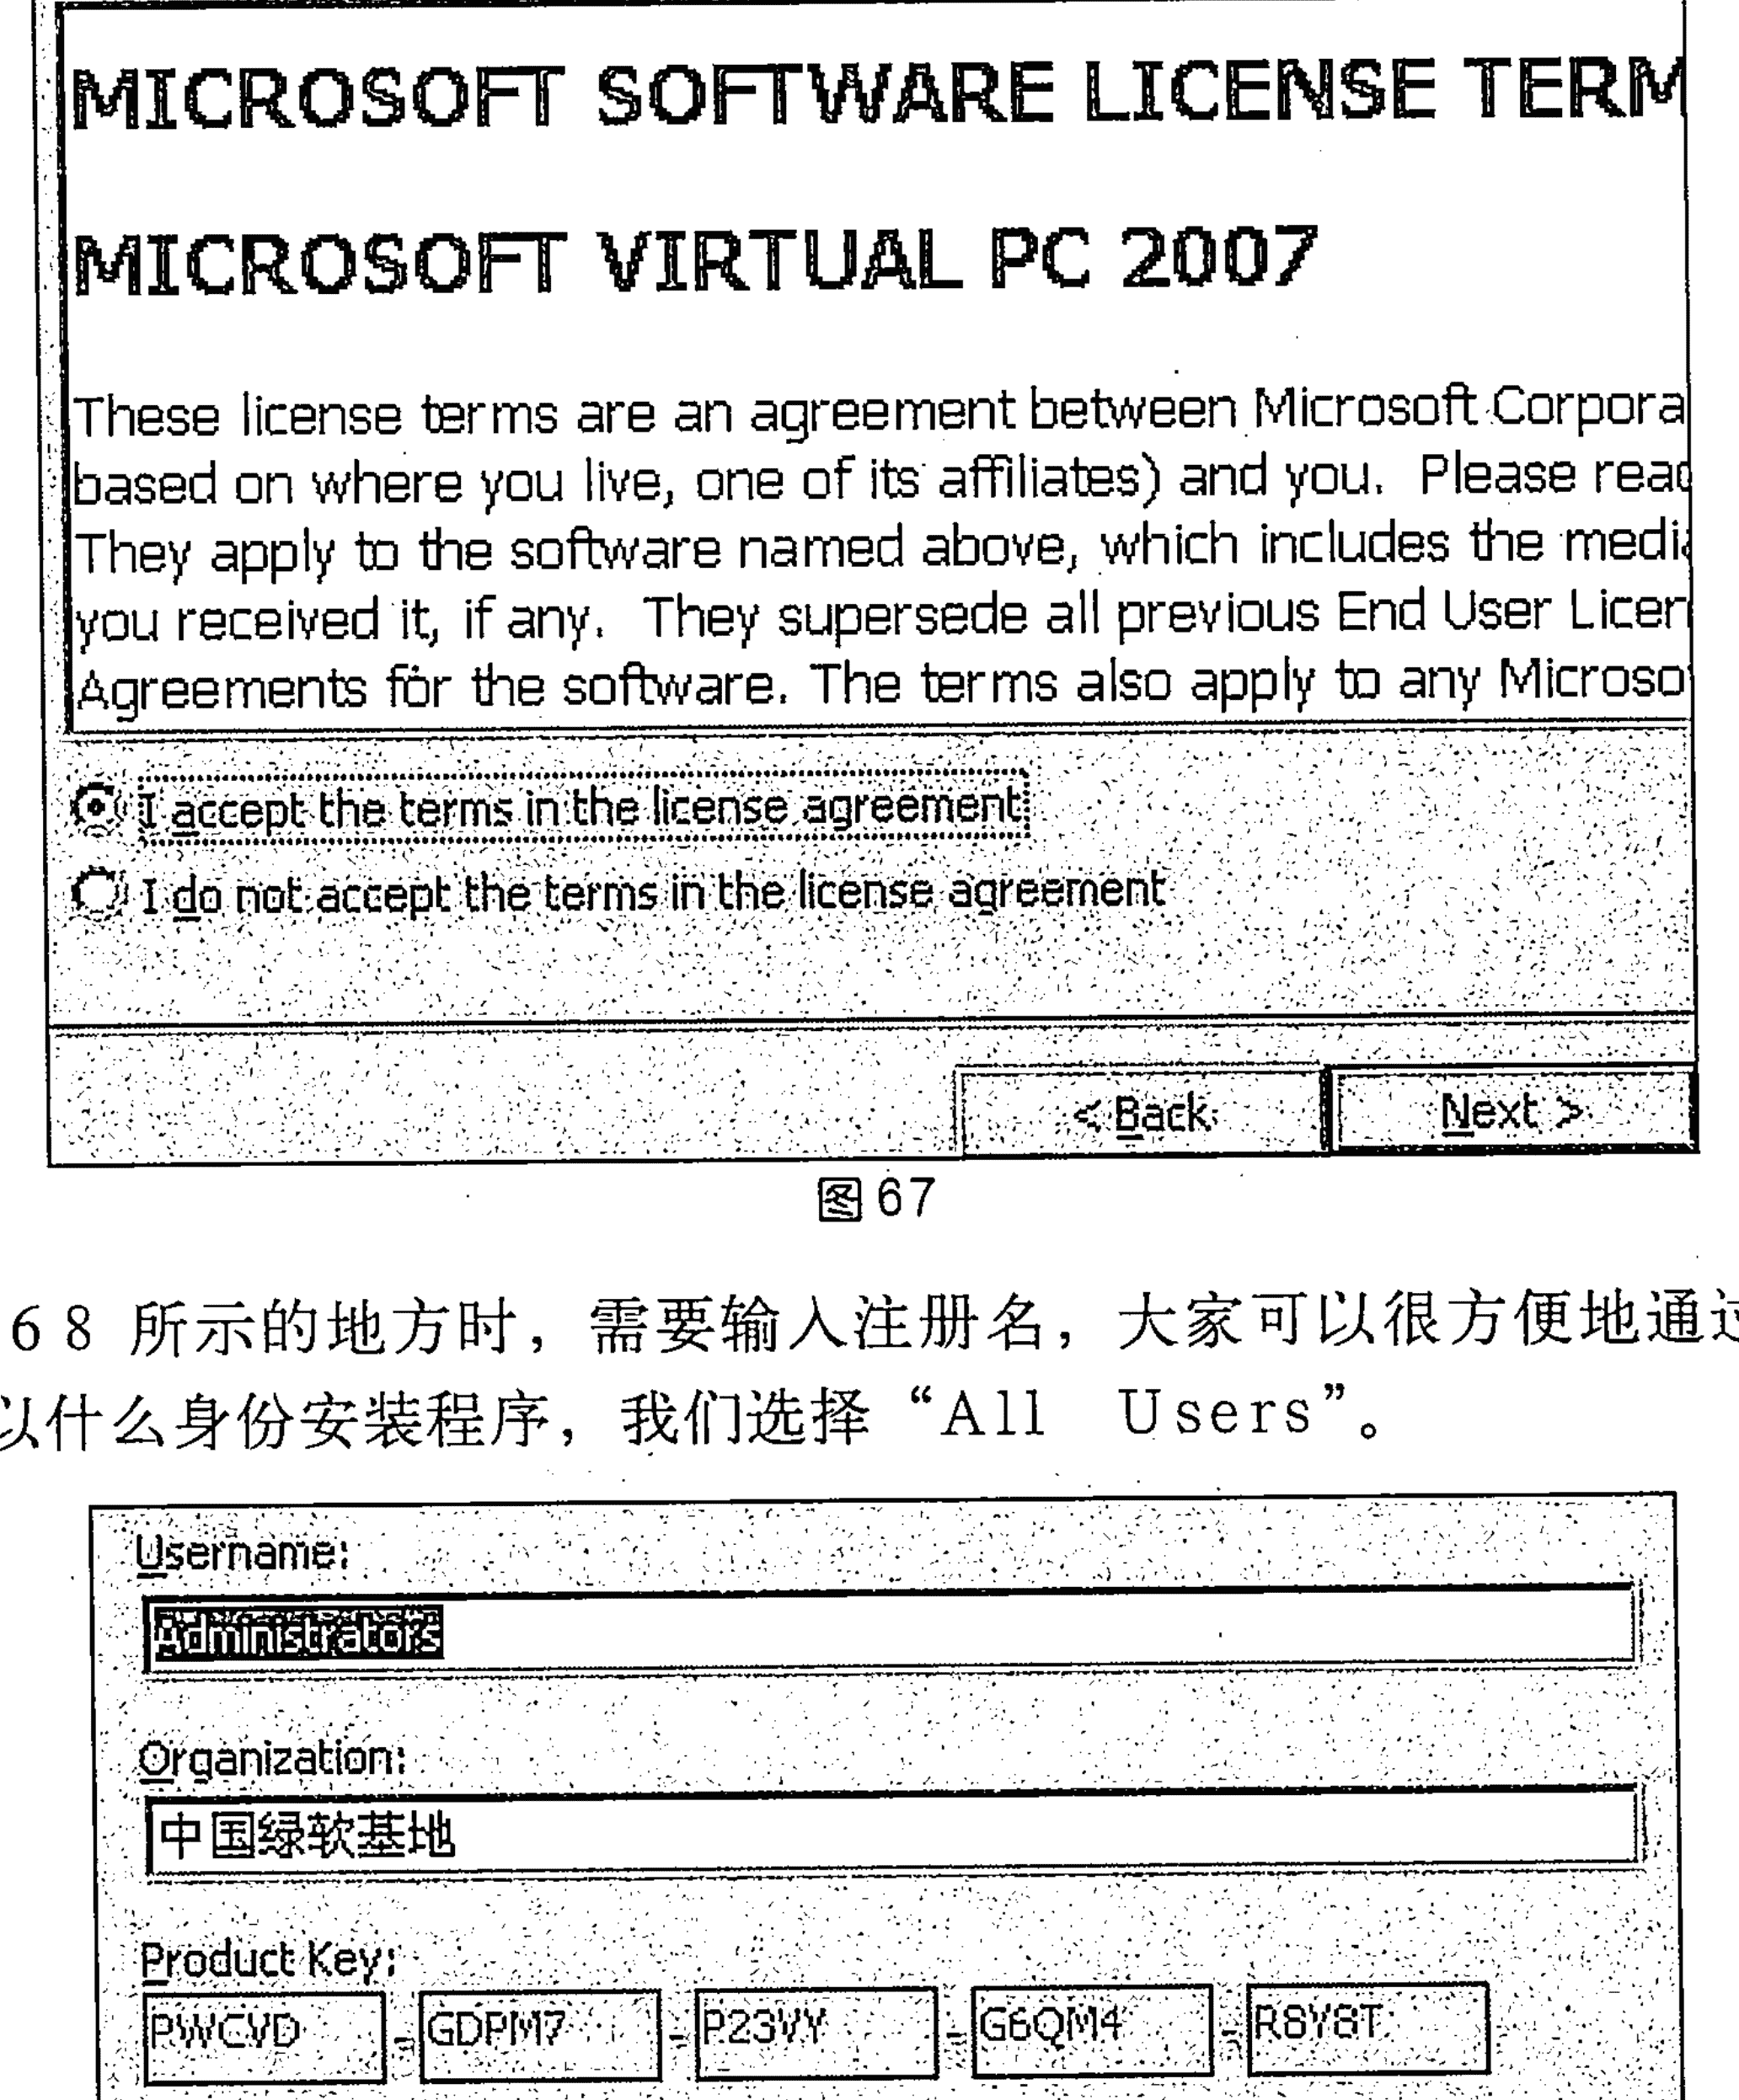 MICROSOFT SOFTWARE LICENSE TERM
MICROSOFT VIRTUAL PC 2007
These license terms are an agreement between Microsoft Corpora
based on where you live, one of its affiliates) and you. Please read
They apply to the software named above, which includes the media
you received it, if any. They supersede all previous End User Licen
Agreements for the software. The terms also apply to any Microso
I accept the terms in the license agreement
I do not accept the terms in the license agreement
< Back
Next >
图67
68 所示的地方时，需要输入注册名，大家可以很方便地通过
以什么身份安装程序，我们选择“All Users”。
Username:
Administrators
Organization:
中国绿软基地
Product Key:
PWCVD - GDPM7 - P23VY - G6QM4 - R8Y8T